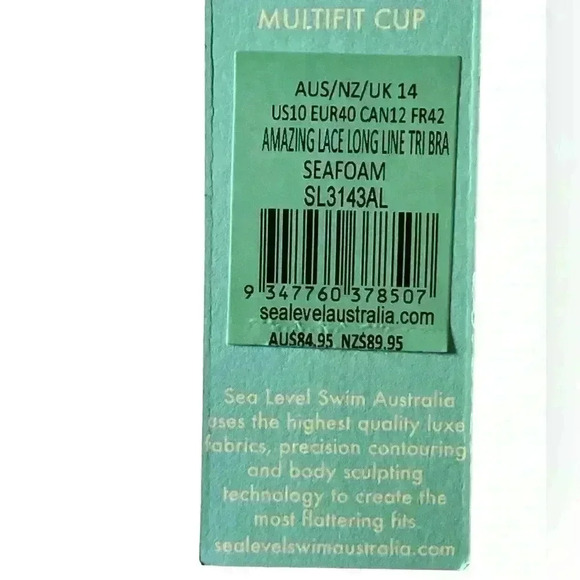 MULTIFIT CUP
AUS/NZ/UK 14
US10 EUR40 CAN12 FR42
AMAZING LACE LONG LINE TRI BRA
SEAFOAM
SL3143AL
9 347760 378507
sealevelaustralia.com
AU$84.95 NZ$89.95
Sea Level Swim Australia
uses the highest quality luxe
fabrics, precision contouring
and body sculpting
technology to create the
most flattering fits.
sealevelswimaustralia.com